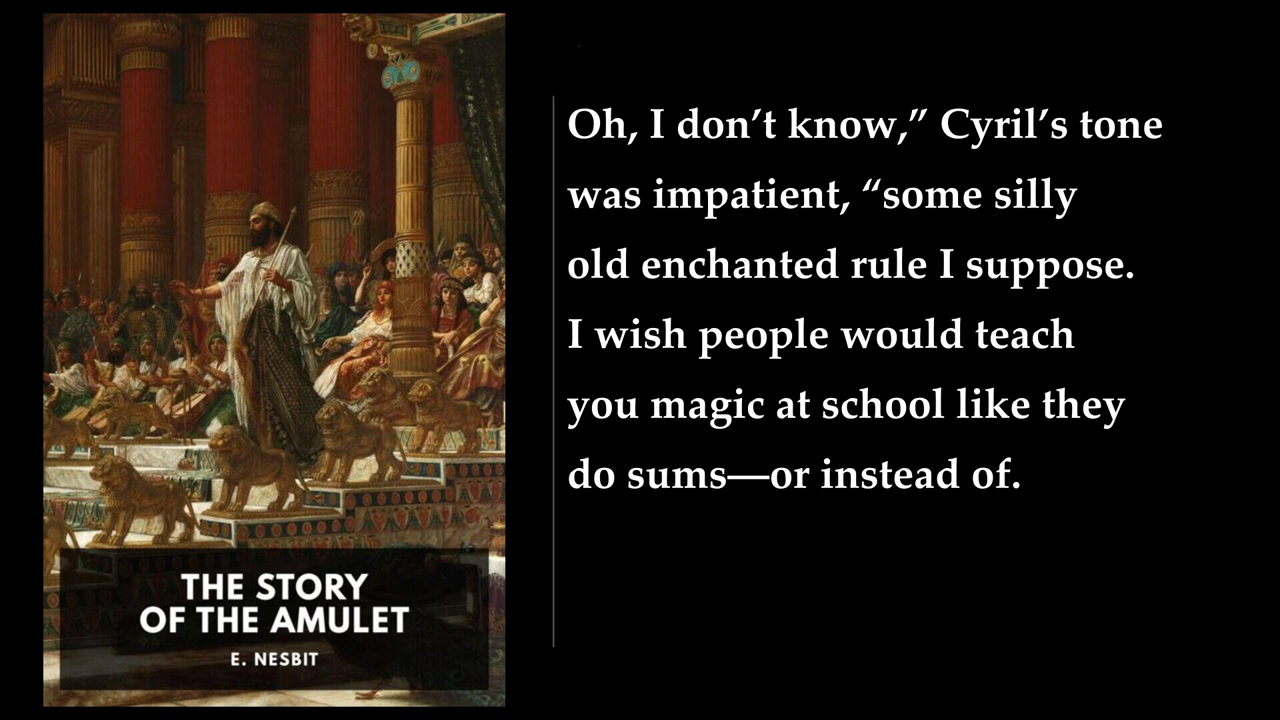 THE STORY
OF THE AMULET
E. NESBIT
Oh, I don’t know,” Cyril’s tone
was impatient, “some silly
old enchanted rule I suppose.
I wish people would teach
you magic at school like they
do sums—or instead of.